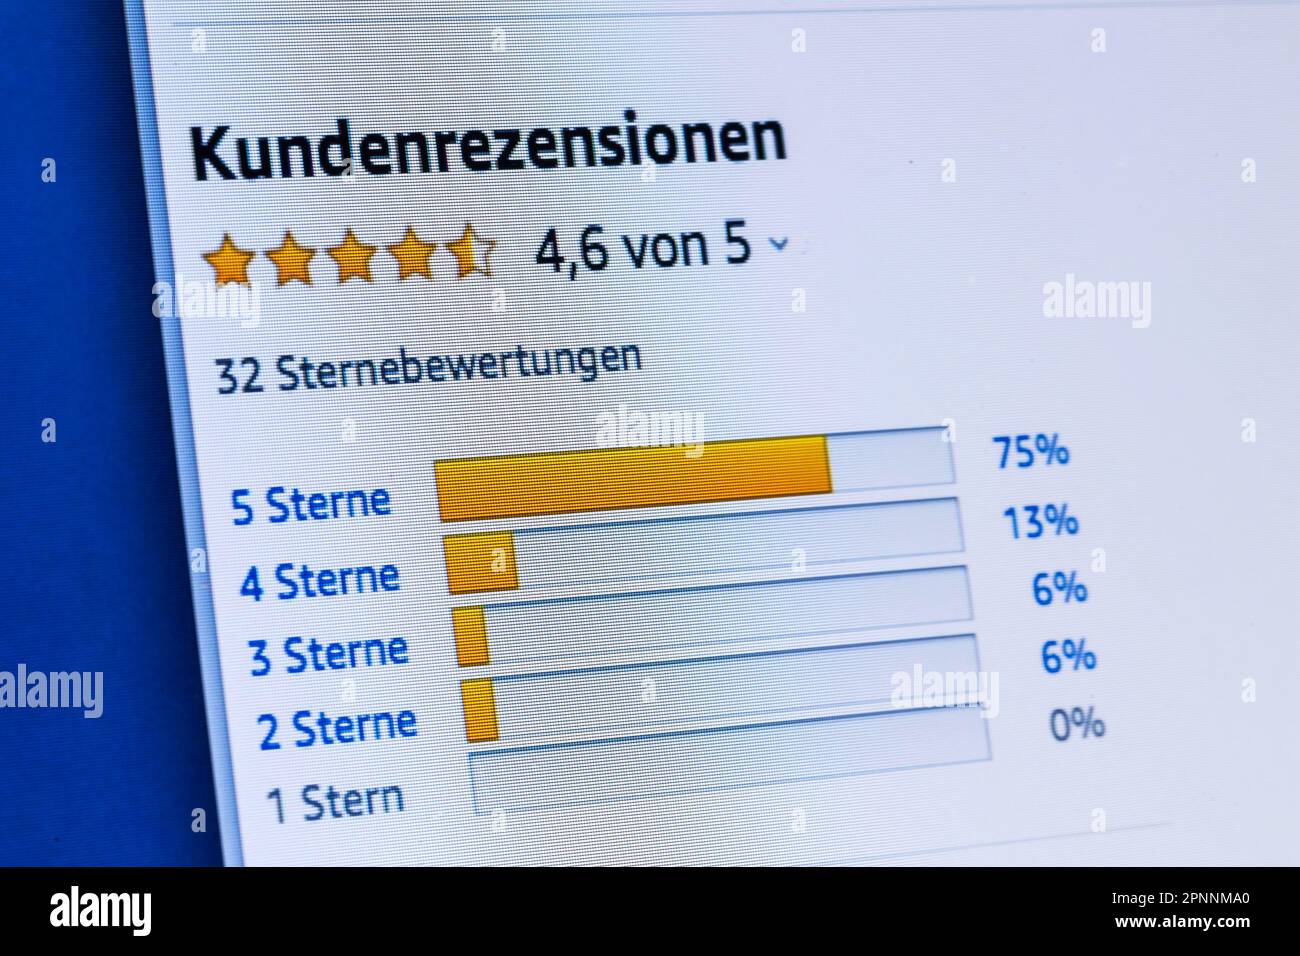 Kundenrezensionen
4,6 von 5
32 Sternebewertungen
5 Sterne 75%
4 Sterne 13%
3 Sterne 6%
2 Sterne 6%
1 Stern 0%
alamy
alamy
alamy
alamy
alamy
a
alamy
Image ID: 2PNNMA0
www.alamy.com